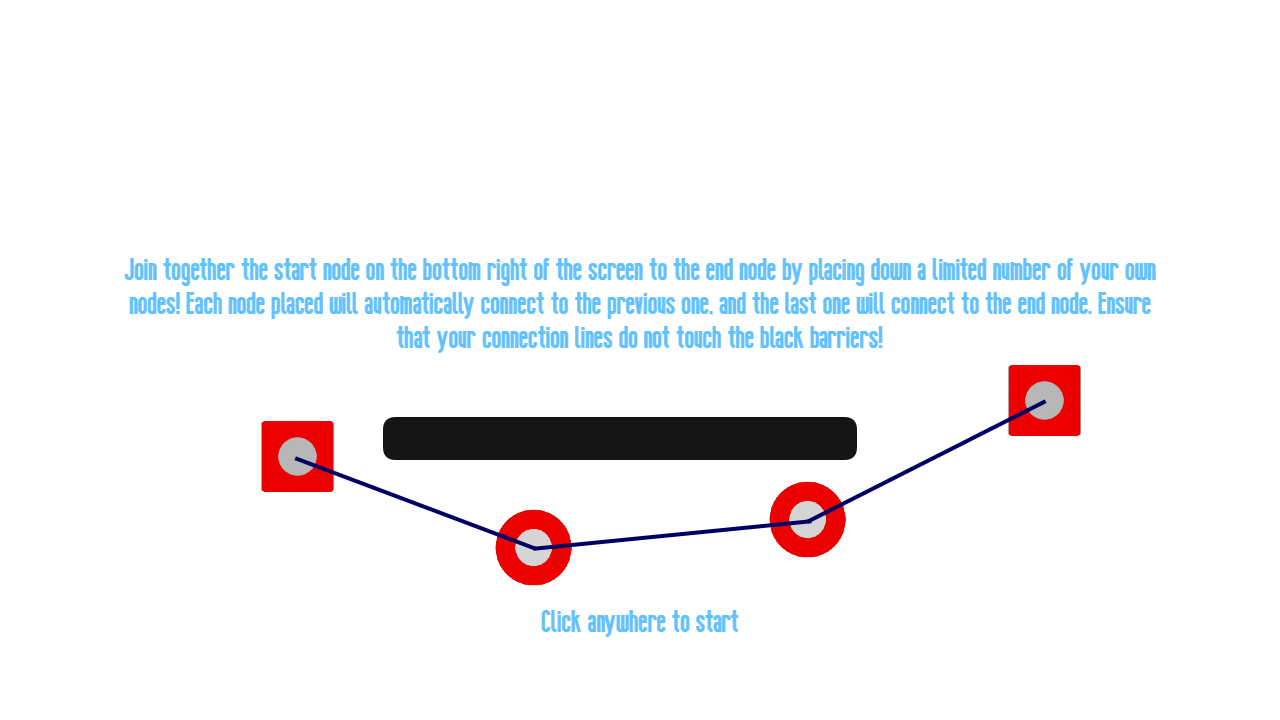 Join together the start node on the bottom right of the screen to the end node by placing down a limited number of your own
nodes! Each node placed will automatically connect to the previous one, and the last one will connect to the end node. Ensure
that your connection lines do not touch the black barriers!
Click anywhere to start